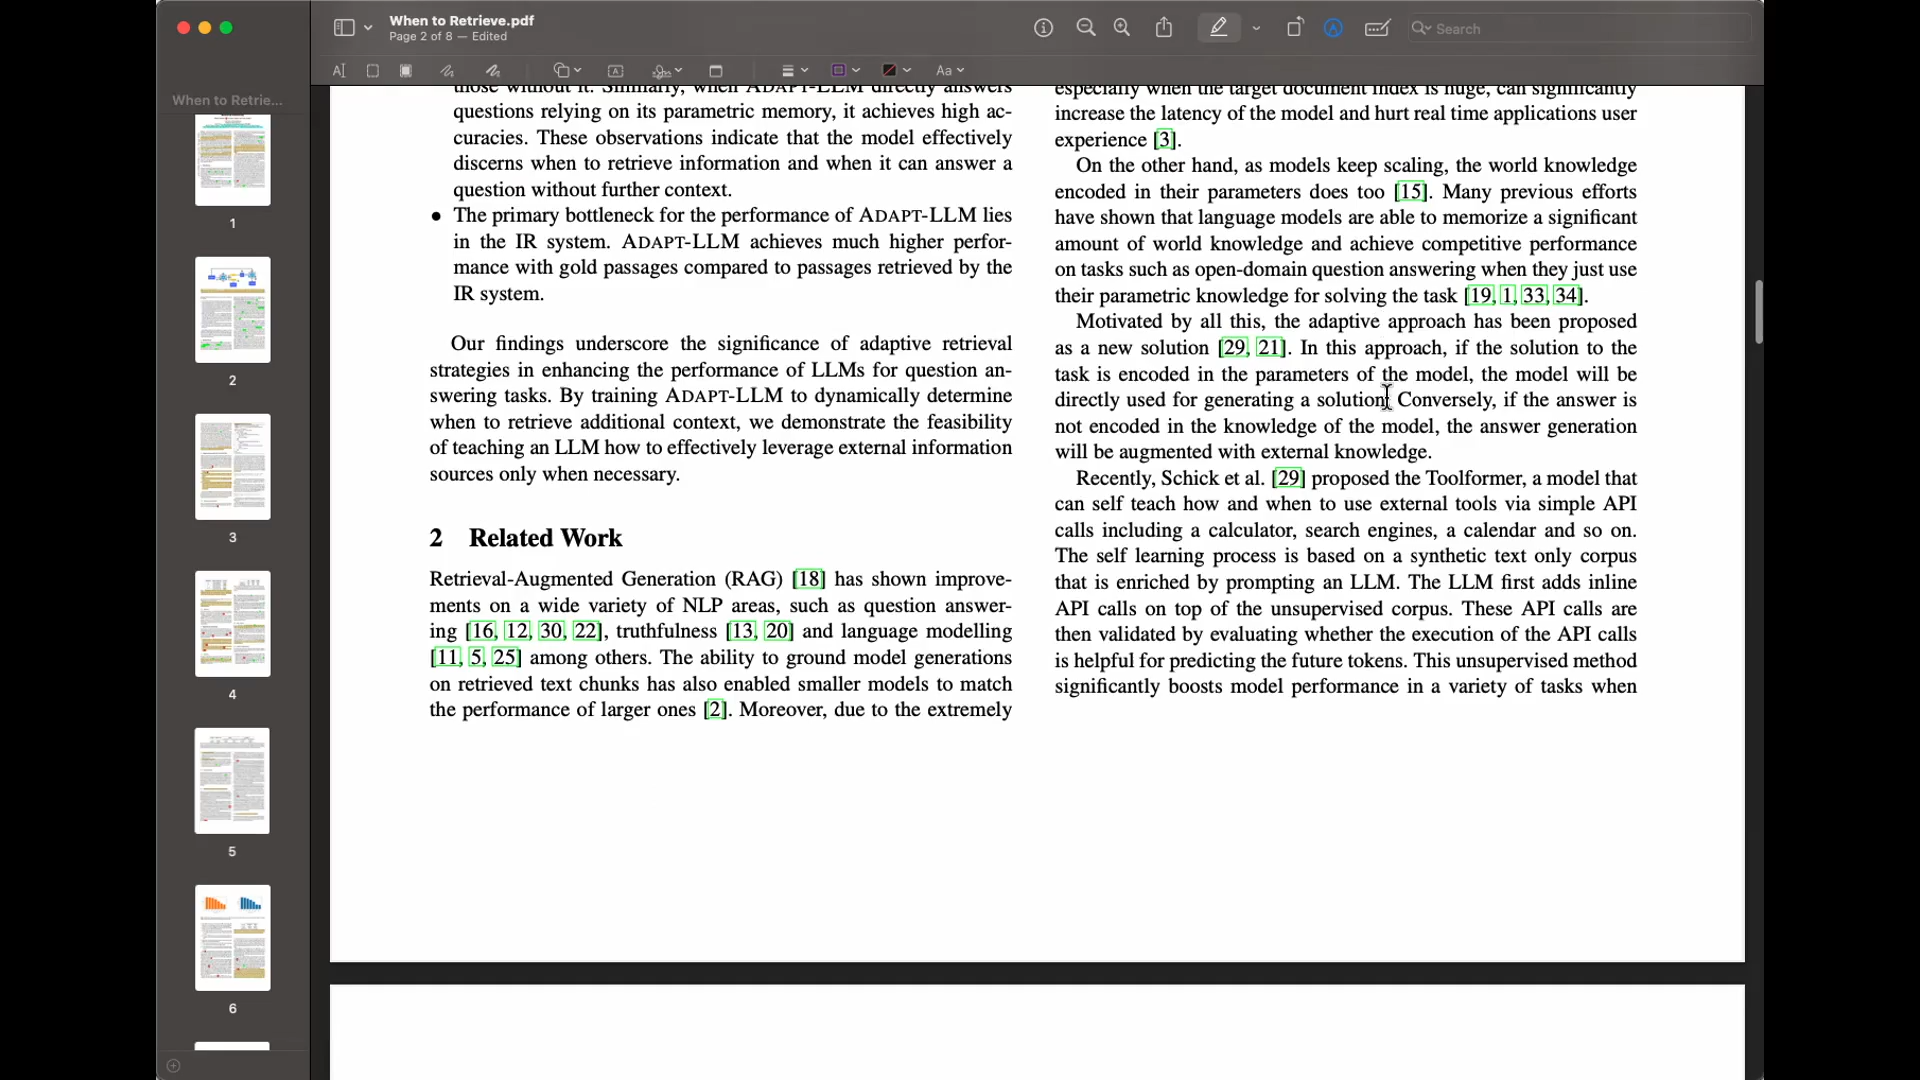 When to Retrieve.pdf
Page 2 of 8 — Edited
Search
Aa
When to Retrie...
1
2
3
4
5
6
those without it. Similarly, when ADAPT-LLM directly answers
questions relying on its parametric memory, it achieves high ac-
curacies. These observations indicate that the model effectively
discerns when to retrieve information and when it can answer a
question without further context.
● The primary bottleneck for the performance of ADAPT-LLM lies
in the IR system. ADAPT-LLM achieves much higher perfor-
mance with gold passages compared to passages retrieved by the
IR system.
Our findings underscore the significance of adaptive retrieval
strategies in enhancing the performance of LLMs for question an-
swering tasks. By training ADAPT-LLM to dynamically determine
when to retrieve additional context, we demonstrate the feasibility
of teaching an LLM how to effectively leverage external information
sources only when necessary.
2 Related Work
Retrieval-Augmented Generation (RAG) [18] has shown improve-
ments on a wide variety of NLP areas, such as question answer-
ing [16, 12, 30, 22], truthfulness [13, 20] and language modelling
[11, 5, 25] among others. The ability to ground model generations
on retrieved text chunks has also enabled smaller models to match
the performance of larger ones [2]. Moreover, due to the extremely
especially when the target document index is huge, can significantly
increase the latency of the model and hurt real time applications user
experience [3].
On the other hand, as models keep scaling, the world knowledge
encoded in their parameters does too [15]. Many previous efforts
have shown that language models are able to memorize a significant
amount of world knowledge and achieve competitive performance
on tasks such as open-domain question answering when they just use
their parametric knowledge for solving the task [19, 1, 33, 34].
Motivated by all this, the adaptive approach has been proposed
as a new solution [29, 21]. In this approach, if the solution to the
task is encoded in the parameters of the model, the model will be
directly used for generating a solution. Conversely, if the answer is
not encoded in the knowledge of the model, the answer generation
will be augmented with external knowledge.
Recently, Schick et al. [29] proposed the Toolformer, a model that
can self teach how and when to use external tools via simple API
calls including a calculator, search engines, a calendar and so on.
The self learning process is based on a synthetic text only corpus
that is enriched by prompting an LLM. The LLM first adds inline
API calls on top of the unsupervised corpus. These API calls are
then validated by evaluating whether the execution of the API calls
is helpful for predicting the future tokens. This unsupervised method
significantly boosts model performance in a variety of tasks when